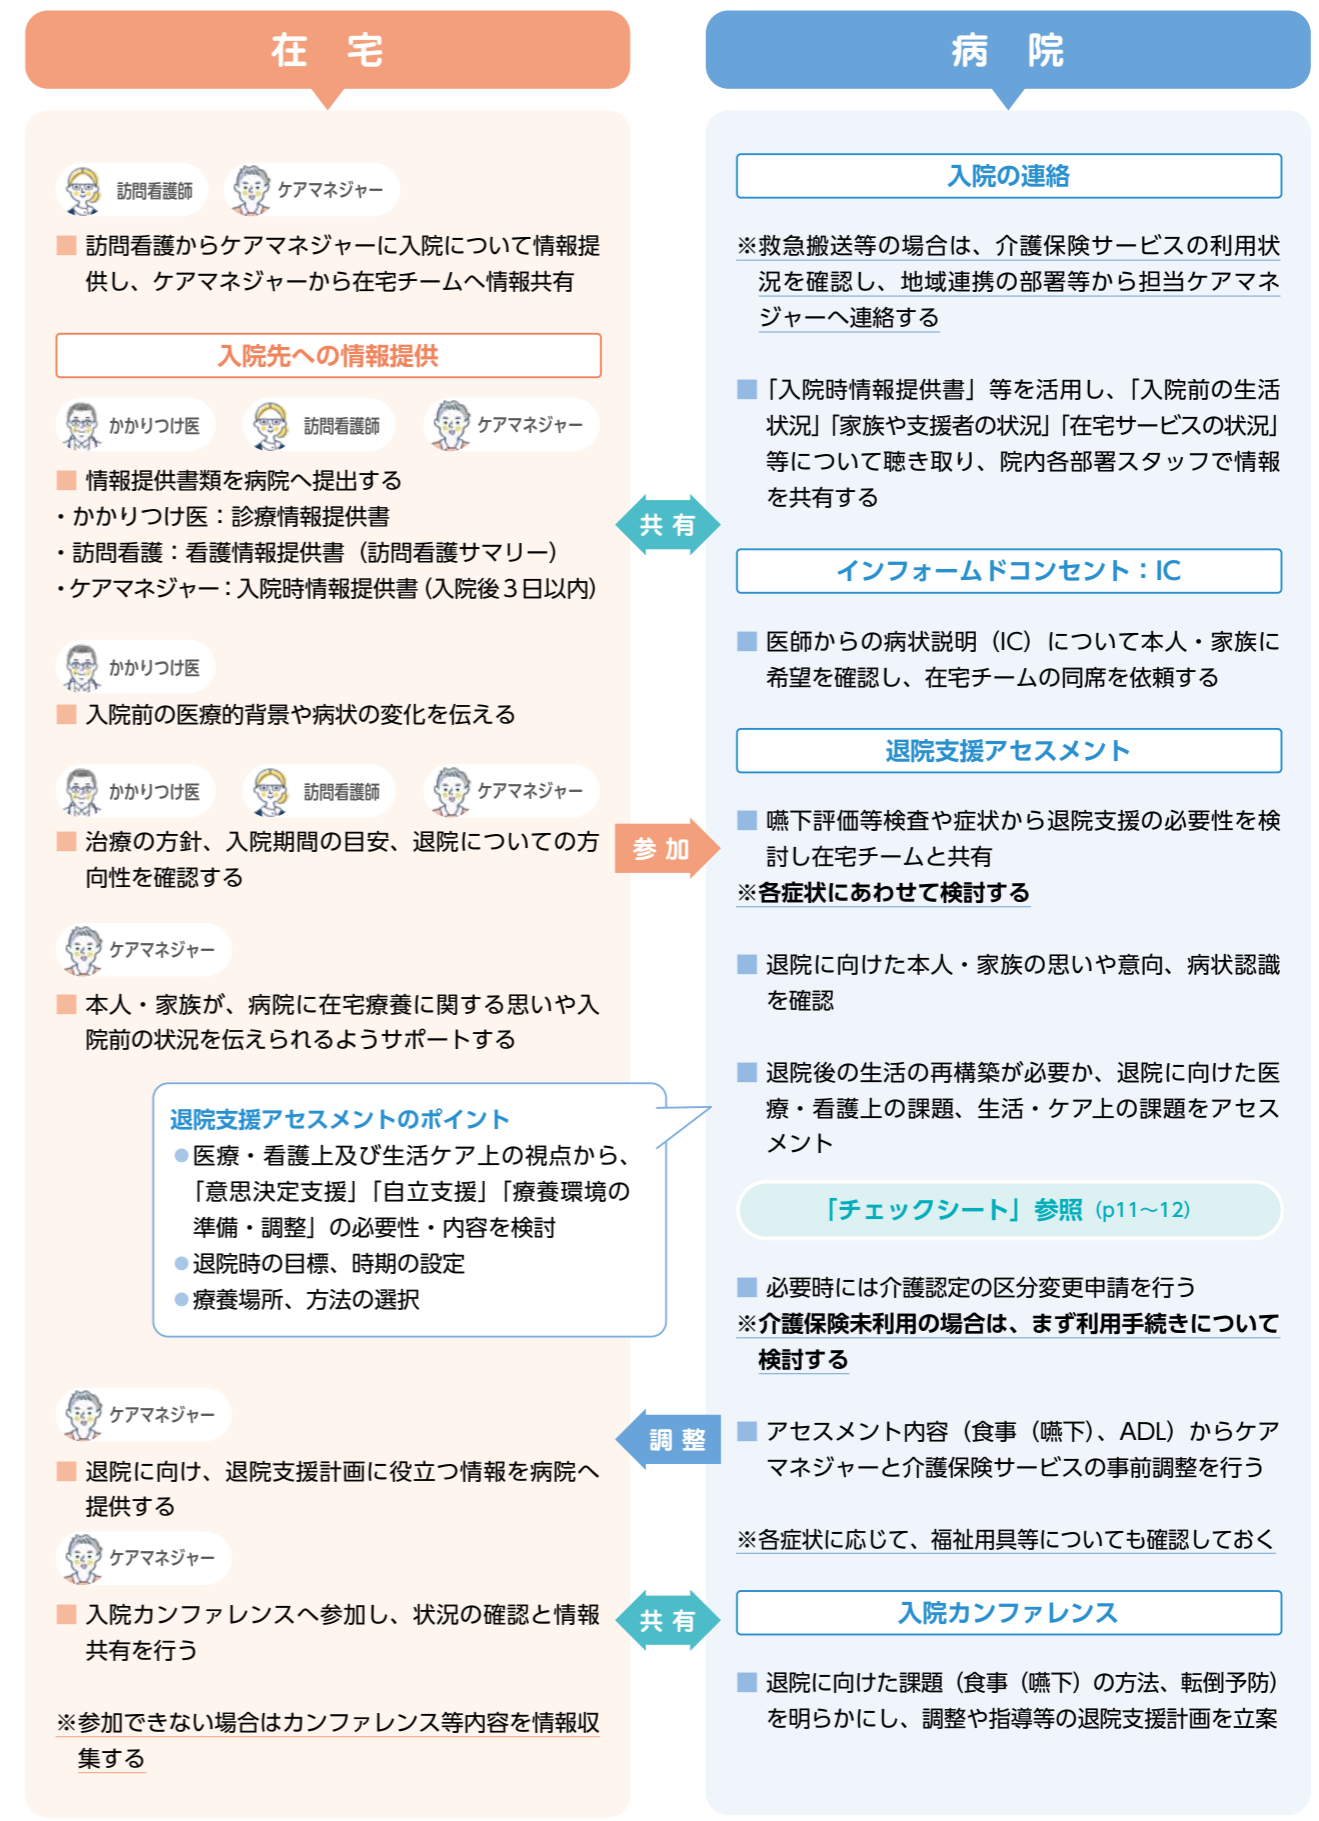 在　宅
訪問看護師
ケアマネジャー
■ 訪問看護からケアマネジャーに入院について情報提
供し、ケアマネジャーから在宅チームへ情報共有
入院先への情報提供
かかりつけ医
訪問看護師
ケアマネジャー
■ 情報提供書類を病院へ提出する
・かかりつけ医：診療情報提供書
・訪問看護：看護情報提供書（訪問看護サマリー）
・ケアマネジャー：入院時情報提供書（入院後３日以内）
かかりつけ医
■ 入院前の医療的背景や病状の変化を伝える
かかりつけ医
訪問看護師
ケアマネジャー
■ 治療の方針、入院期間の目安、退院についての方
向性を確認する
ケアマネジャー
■ 本人・家族が、病院に在宅療養に関する思いや入
院前の状況を伝えられるようサポートする
退院支援アセスメントのポイント
●医療・看護上及び生活ケア上の視点から、
「意思決定支援」「自立支援」「療養環境の
準備・調整」の必要性・内容を検討
●退院時の目標、時期の設定
●療養場所、方法の選択
ケアマネジャー
■ 退院に向け、退院支援計画に役立つ情報を病院へ
提供する
ケアマネジャー
■ 入院カンファレンスへ参加し、状況の確認と情報
共有を行う
※参加できない場合はカンファレンス等内容を情報収
集する
共有
参加
調整
共有
病　院
入院の連絡
※救急搬送等の場合は、介護保険サービスの利用状
況を確認し、地域連携の部署等から担当ケアマネ
ジャーへ連絡する
■「入院時情報提供書」等を活用し、「入院前の生活
状況」「家族や支援者の状況」「在宅サービスの状況」
等について聴き取り、院内各部署スタッフで情報
を共有する
インフォームドコンセント：IC
■ 医師からの病状説明（IC）について本人・家族に
希望を確認し、在宅チームの同席を依頼する
退院支援アセスメント
■ 嚥下評価等検査や症状から退院支援の必要性を検
討し在宅チームと共有
※各症状にあわせて検討する
■ 退院に向けた本人・家族の思いや意向、病状認識
を確認
■ 退院後の生活の再構築が必要か、退院に向けた医
療・看護上の課題、生活・ケア上の課題をアセス
メント
「チェックシート」参照（p11～12）
■ 必要時には介護認定の区分変更申請を行う
※介護保険未利用の場合は、まず利用手続きについて
検討する
■ アセスメント内容（食事（嚥下）、ADL）からケア
マネジャーと介護保険サービスの事前調整を行う
※各症状に応じて、福祉用具等についても確認しておく
入院カンファレンス
■ 退院に向けた課題（食事（嚥下）の方法、転倒予防）
を明らかにし、調整や指導等の退院支援計画を立案